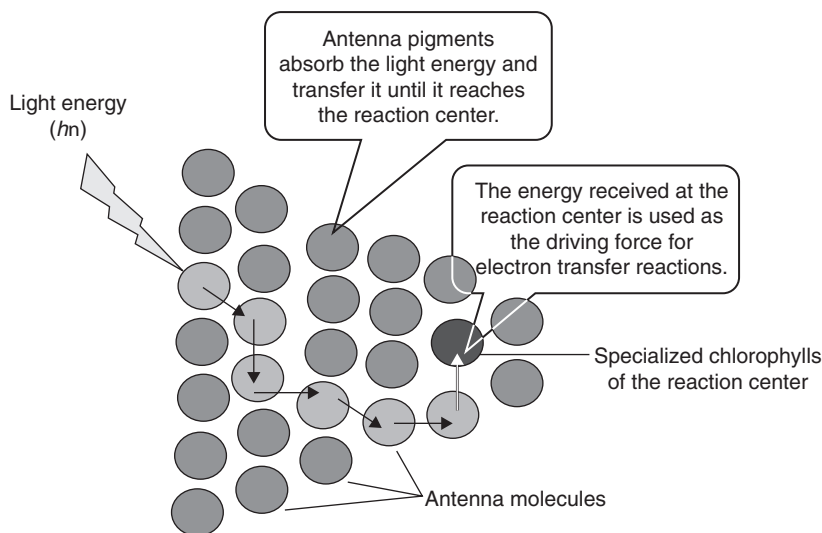 Antenna pigments
absorb the light energy and
transfer it until it reaches
the reaction center.
Light energy
(hn)
The energy received at the
reaction center is used as
the driving force for
electron transfer reactions.
Specialized chlorophylls
of the reaction center
Antenna molecules